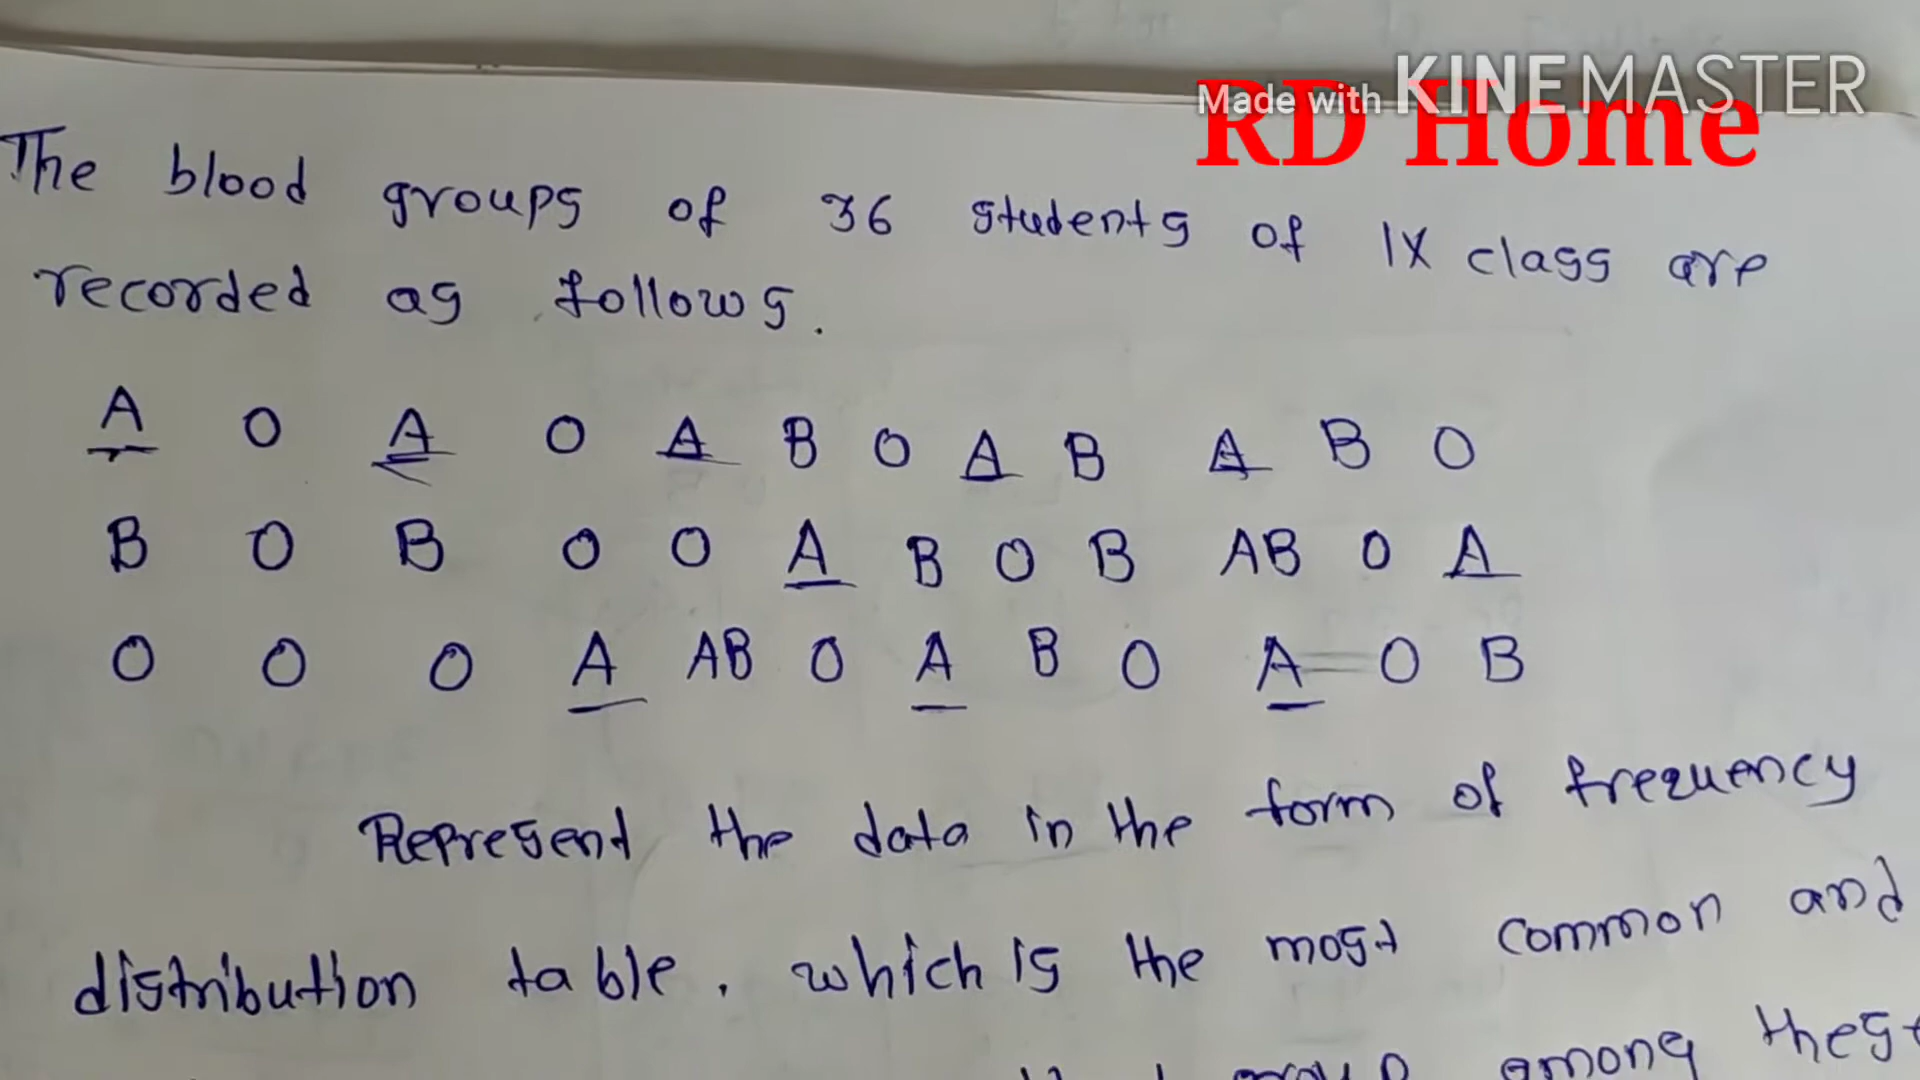 Made with KINEMASTER
RD Home
The blood groups of 36 students of IX class are
recorded as follows.
A O A O A B O A B A B O
B O B O O A B O B AB O A
O O O A AB O A B O A O B
Represent the data in the form of frequency
distribution table. which is the most common and
group among these